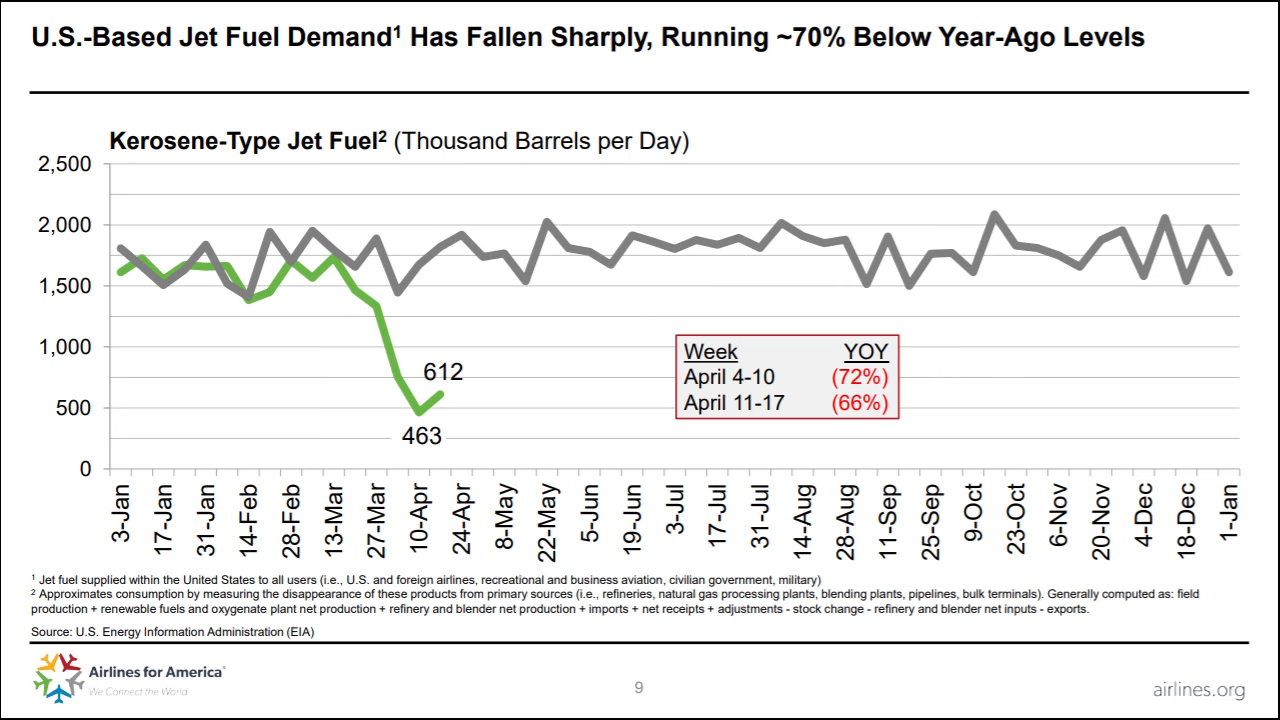 U.S.-Based Jet Fuel Demand¹ Has Fallen Sharply, Running ~70% Below Year-Ago Levels
Kerosene-Type Jet Fuel² (Thousand Barrels per Day)
2,500
2,000
1,500
1,000
500
0
612
463
Week YOY
April 4-10 (72%)
April 11-17 (66%)
3-Jan
17-Jan
31-Jan
14-Feb
28-Feb
13-Mar
27-Mar
10-Apr
24-Apr
8-May
22-May
5-Jun
19-Jun
3-Jul
17-Jul
31-Jul
14-Aug
28-Aug
11-Sep
25-Sep
9-Oct
23-Oct
6-Nov
20-Nov
4-Dec
18-Dec
1-Jan
¹ Jet fuel supplied within the United States to all users (i.e., U.S. and foreign airlines, recreational and business aviation, civilian government, military)
² Approximates consumption by measuring the disappearance of these products from primary sources (i.e., refineries, natural gas processing plants, blending plants, pipelines, bulk terminals). Generally computed as: field
production + renewable fuels and oxygenate plant net production + refinery and blender net production + imports + net receipts + adjustments - stock change - refinery and blender net inputs - exports.
Source: U.S. Energy Information Administration (EIA)
Airlines for America®
We Connect the World
9
airlines.org